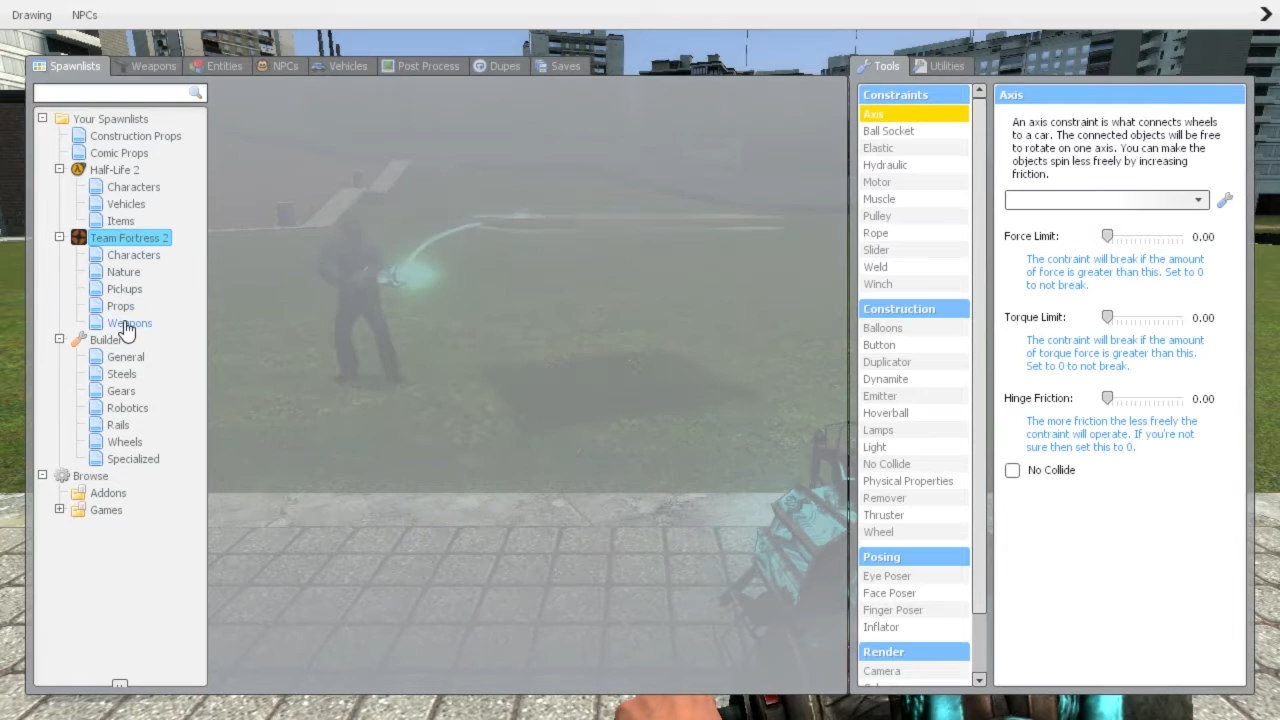 Drawing NPCs
Spawnlists Weapons Entities NPCs Vehicles Post Process Dupes Saves
Your Spawnlists
Construction Props
Comic Props
Half-Life 2
Characters
Vehicles
Items
Team Fortress 2
Characters
Nature
Pickups
Props
Weapons
Builder
General
Steels
Gears
Robotics
Rails
Wheels
Specialized
Browse
Addons
Games
Tools Utilities
Constraints
Axis
Ball Socket
Elastic
Hydraulic
Motor
Muscle
Pulley
Rope
Slider
Weld
Winch
Construction
Balloons
Button
Duplicator
Dynamite
Emitter
Hoverball
Lamps
Light
No Collide
Physical Properties
Remover
Thruster
Wheel
Posing
Eye Poser
Face Poser
Finger Poser
Inflator
Render
Camera
Axis
An axis constraint is what connects wheels
to a car. The connected objects will be free
to rotate on one axis. You can make the
objects spin less freely by increasing
friction.
Force Limit: 0.00
The contraint will break if the amount
of force is greater than this. Set to 0
to not break.
Torque Limit: 0.00
The contraint will break if the amount
of torque force is greater than this.
Set to 0 to not break.
Hinge Friction: 0.00
The more friction the less freely the
contraint will operate. If you're not
sure then set this to 0.
No Collide